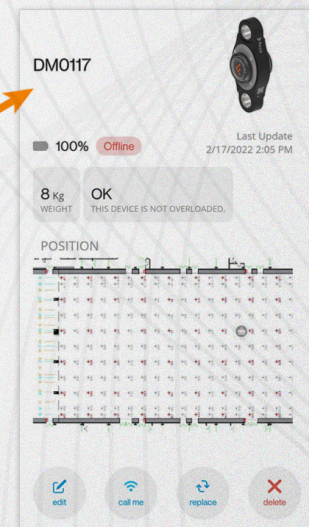 DM0117
100% Offline
Last Update
2/17/2022 2:05 PM
8 Kg
WEIGHT
OK
THIS DEVICE IS NOT OVERLOADED.
POSITION
edit
call me
replace
delete